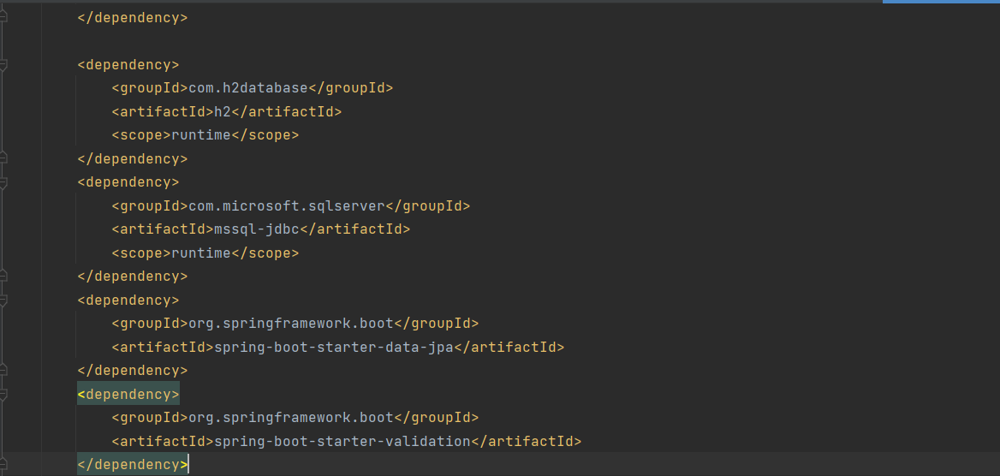 </dependency>
<dependency>
<groupId>com.h2database</groupId>
<artifactId>h2</artifactId>
<scope>runtime</scope>
</dependency>
<dependency>
<groupId>com.microsoft.sqlserver</groupId>
<artifactId>mssql-jdbc</artifactId>
<scope>runtime</scope>
</dependency>
<dependency>
<groupId>org.springframework.boot</groupId>
<artifactId>spring-boot-starter-data-jpa</artifactId>
</dependency>
<dependency>
<groupId>org.springframework.boot</groupId>
<artifactId>spring-boot-starter-validation</artifactId>
</dependency>